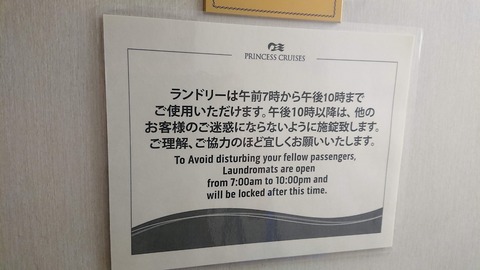 PRINCESS CRUISES
ランドリーは午前7時から午後10時まで
ご使用いただけます。午後10時以降は、他の
お客様のご迷惑にならないように施錠致します。
ご理解、ご協力のほど宜しくお願いいたします。
To Avoid disturbing your fellow passengers,
Laundromats are open
from 7:00am to 10:00pm and
will be locked after this time.